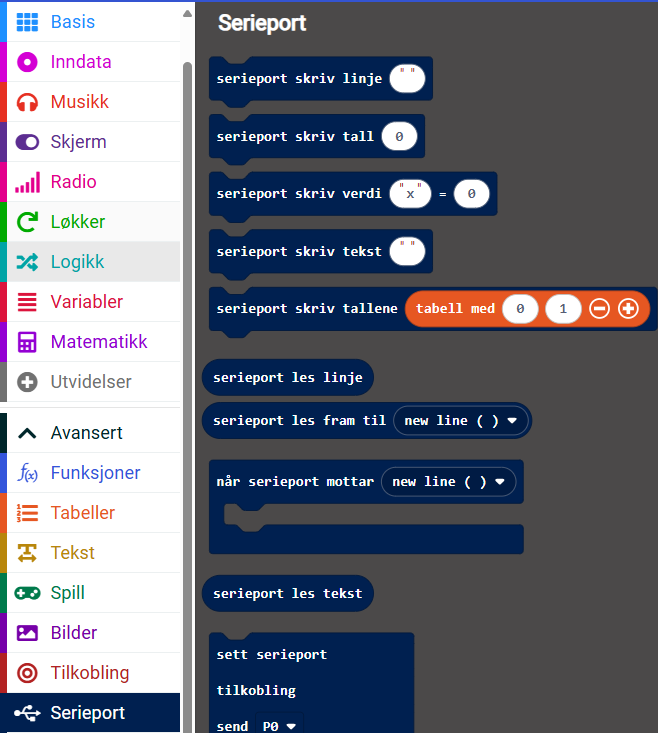 Basis
Inndata
Musikk
Skjerm
Radio
Løkker
Logikk
Variabler
Matematikk
Utvidelser
Avansert
f(x) Funksjoner
1 2 3 Tabeller
Tekst
Spill
Bilder
Tilkobling
Serieport
Serieport
serieport skriv linje " "
serieport skriv tall 0
serieport skriv verdi "x" = 0
serieport skriv tekst " "
serieport skriv tallene tabell med 0 1
serieport les linje
serieport les fram til new line ( )
når serieport mottar new line ( )
serieport les tekst
sett serieport
tilkobling
send P0